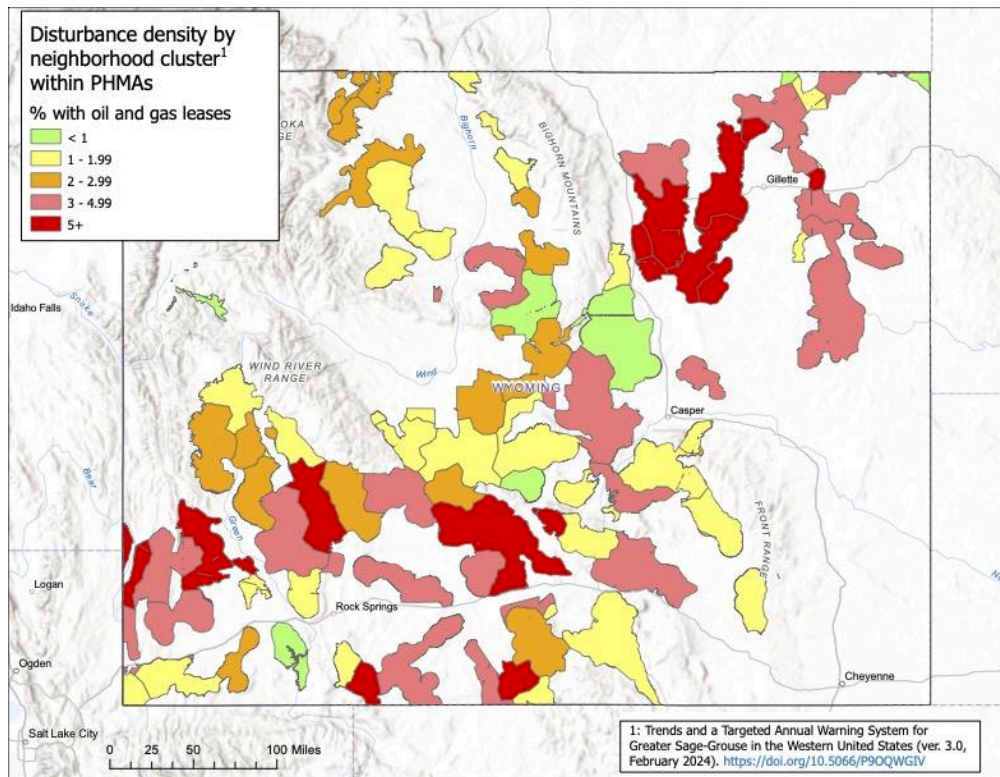 Disturbance density by
neighborhood cluster1
within PHMAs
% with oil and gas leases
< 1
1 - 1.99
2 - 2.99
3 - 4.99
5+
OKA
GE
Bighorn
BIGHORN MOUNTAINS
Gillette
Idaho Falls
Snake
WIND RIVER
RANGE
Wind
WYOMING
Casper
Bear
Green
FRONT RANGE
Logan
Rock Springs
Ogden
Cheyenne
Salt Lake City
0 25 50 100 Miles
1: Trends and a Targeted Annual Warning System for
Greater Sage-Grouse in the Western United States (ver. 3.0,
February 2024). https://doi.org/10.5066/P9OQWGIV